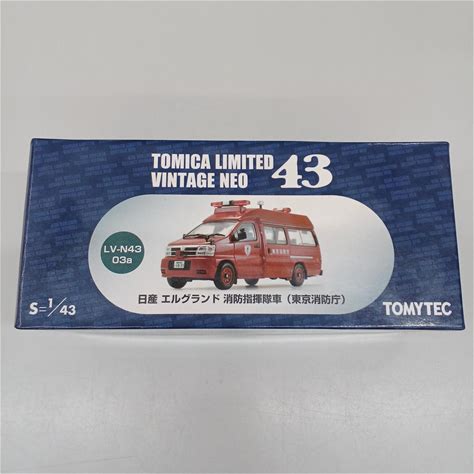 TOMICA LIMITED
VINTAGE NEO 43
LV-N43
03a
日産 エルグランド 消防指揮隊車(東京消防庁)
S=1/43
TOMYTEC